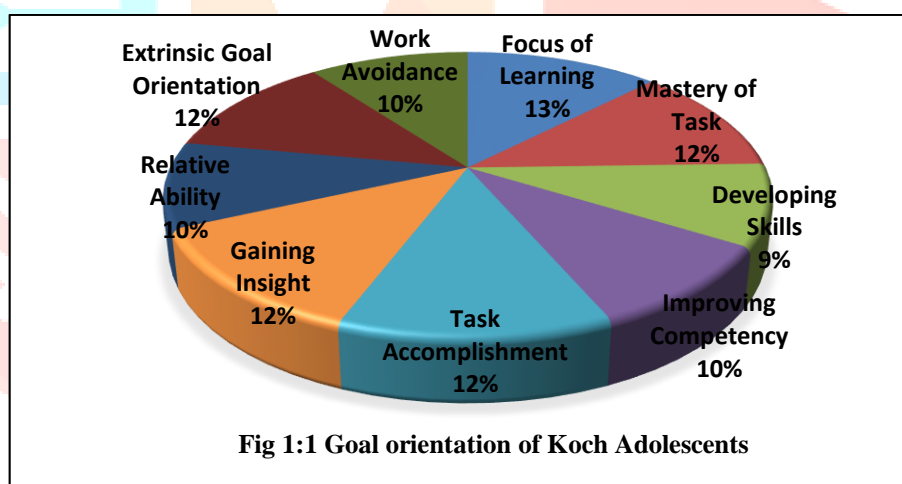 Focus of
Learning
13%
Mastery of
Task
12%
Developing
Skills
9%
Improving
Competency
10%
Task
Accomplishment
12%
Gaining
Insight
12%
Relative
Ability
10%
Extrinsic Goal
Orientation
12%
Work
Avoidance
10%
Fig 1:1 Goal orientation of Koch Adolescents